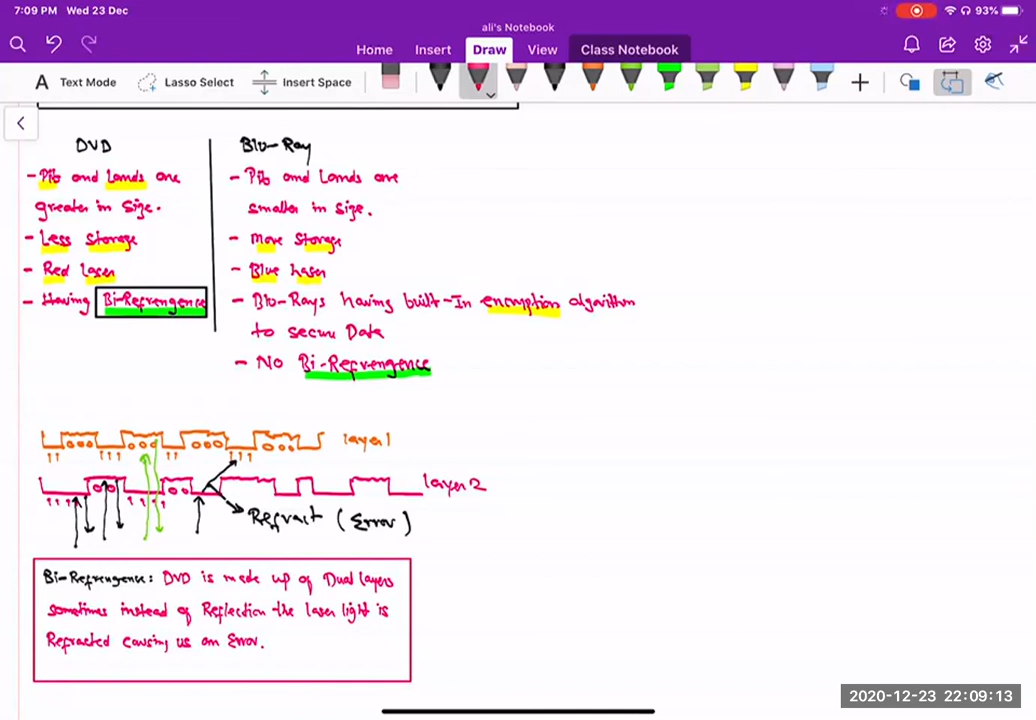 7:09 PM Wed 23 Dec
93%
ali's Notebook
Home Insert Draw View Class Notebook
A Text Mode Lasso Select Insert Space
DVD
- Pits and Lands are
greater in size.
- Less storage
- Red laser
- Having Bi-Refrengence
Blu-Ray
- Pits and Lands are
smaller in size.
- More storage
- Blue laser
- Blu-Rays having built-In encryption algorithm
to secure Data
- No Bi-Refrengence
layer1
layer2
Refract (Error)
Bi-Refrengence: DVD is made up of Dual layers
sometimes instead of Reflection the laser light is
Refracted causing us an Error.
2020-12-23 22:09:13